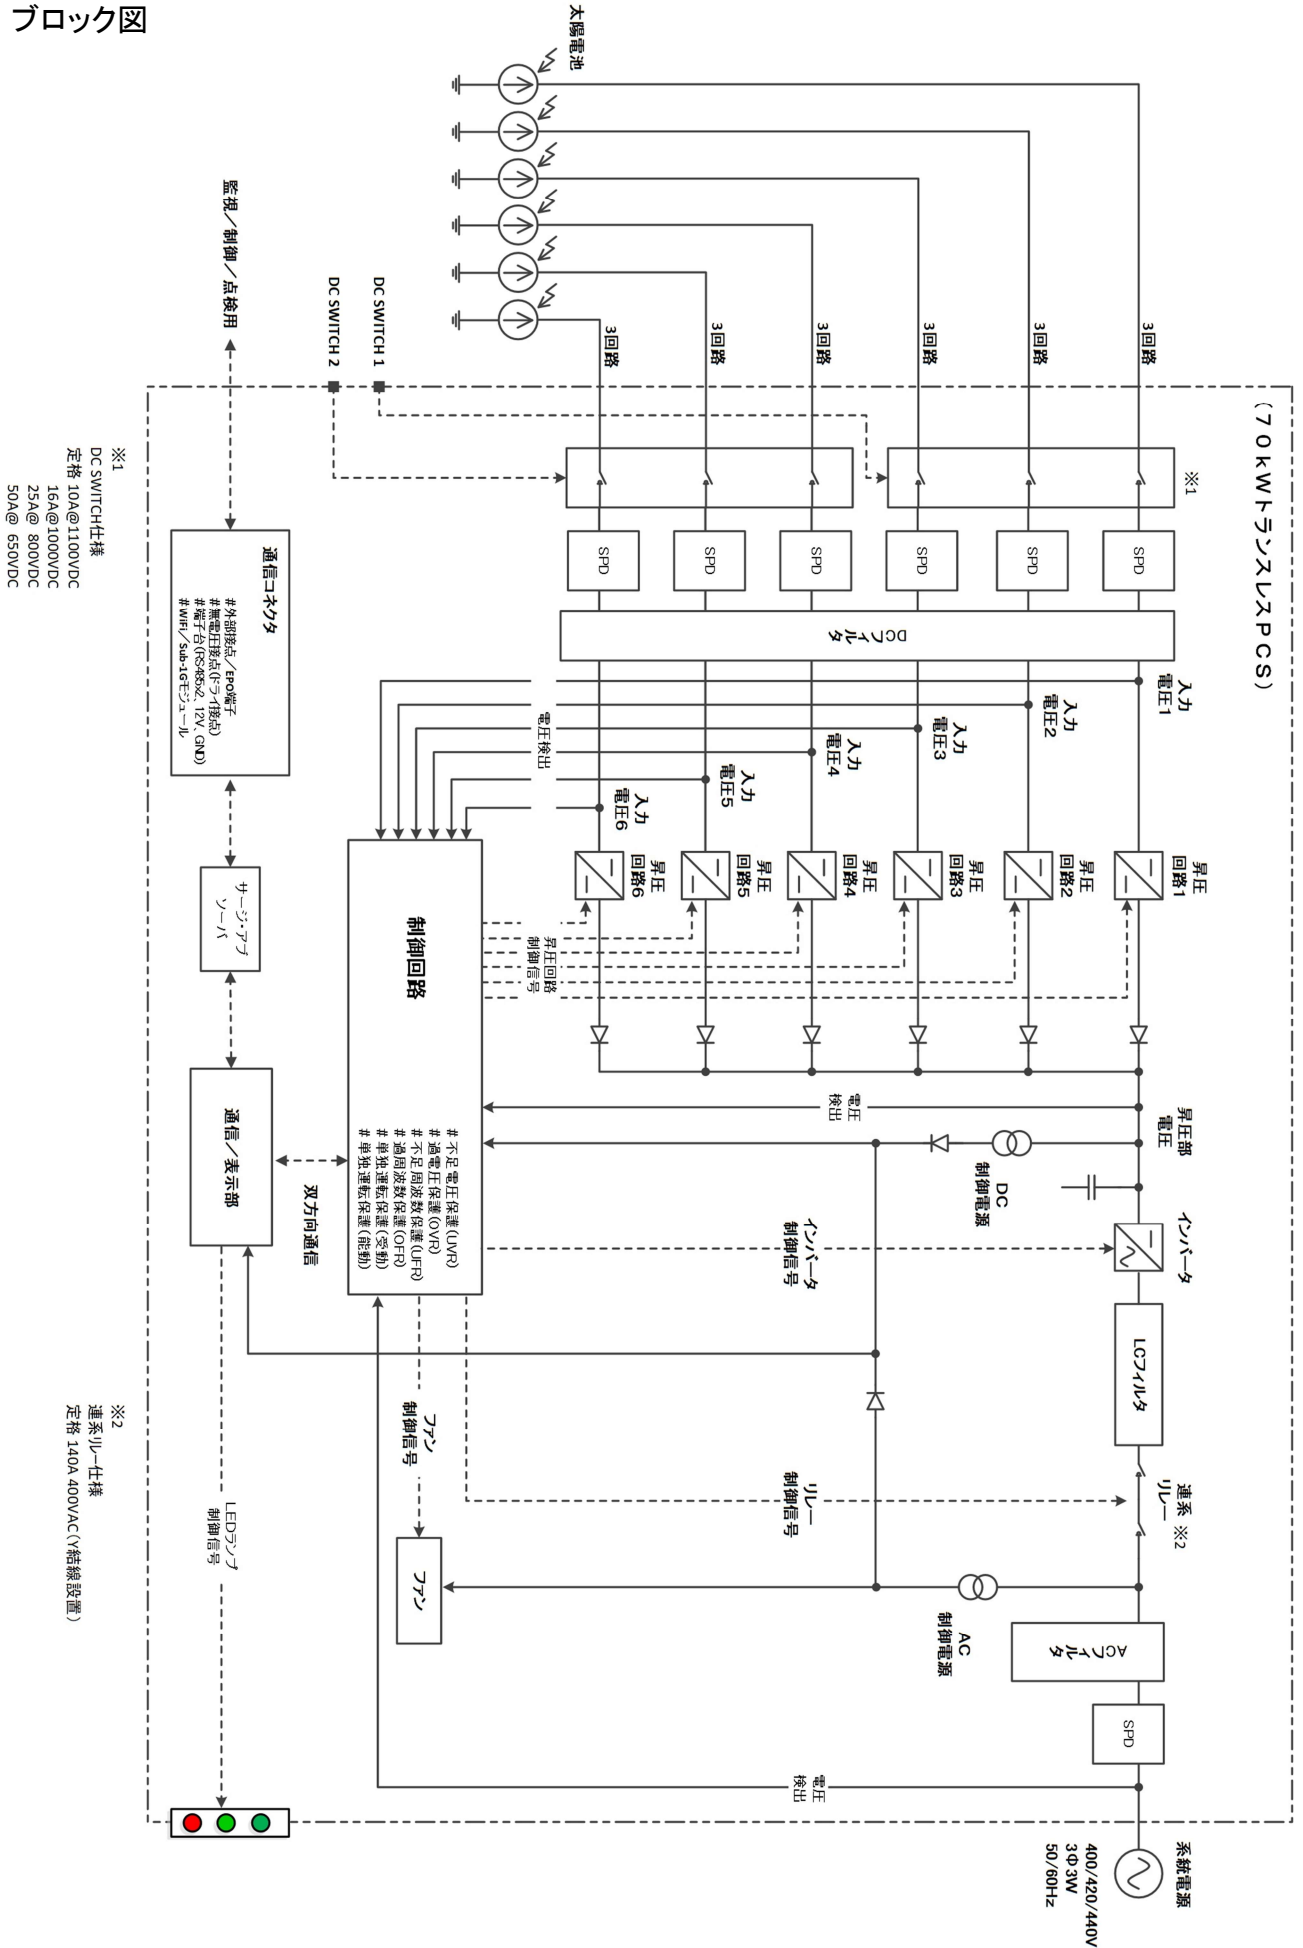 ブロック図
(70kWトランスレスPCS)
太陽電池
3回路
3回路
3回路
3回路
3回路
3回路
DC SWITCH 1
DC SWITCH 2
監視/制御/点検用
※1
SPD
SPD
SPD
SPD
SPD
SPD
DCフィルタ
入力
電圧1
入力
電圧2
入力
電圧3
入力
電圧4
入力
電圧5
入力
電圧6
電圧検出
昇圧
回路1
昇圧
回路2
昇圧
回路3
昇圧
回路4
昇圧
回路5
昇圧
回路6
昇圧回路
制御信号
昇圧部
電圧
電圧
検出
DC
制御電源
インバータ
インバータ
制御信号
LCフィルタ
連系 ※2
リレー
リレー
制御信号
AC
制御電源
ACフィルタ
SPD
電圧
検出
系統電源
400/420/440V
3Φ3W
50/60Hz
制御回路
#不足電圧保護(UVR)
#過電圧保護(OVR)
#不足周波数保護(UFR)
#過周波数保護(OFR)
#単独運転保護(受動)
#単独運転保護(能動)
双方向通信
ファン
制御信号
ファン
通信コネクタ
#外部接点/EPO端子
#無電圧接点(ドライ接点)
#端子台(RS485x2、12V、GND)
#WiFi/Sub-1Gモジュール
サージ・アブ
ソーバ
通信/表示部
LEDランプ
制御信号
※1
DC SWITCH仕様
定格 10A@1100VDC
16A@1000VDC
25A@ 800VDC
50A@ 650VDC
※2
連系リレー仕様
定格 140A 400VAC(Y結線設置)